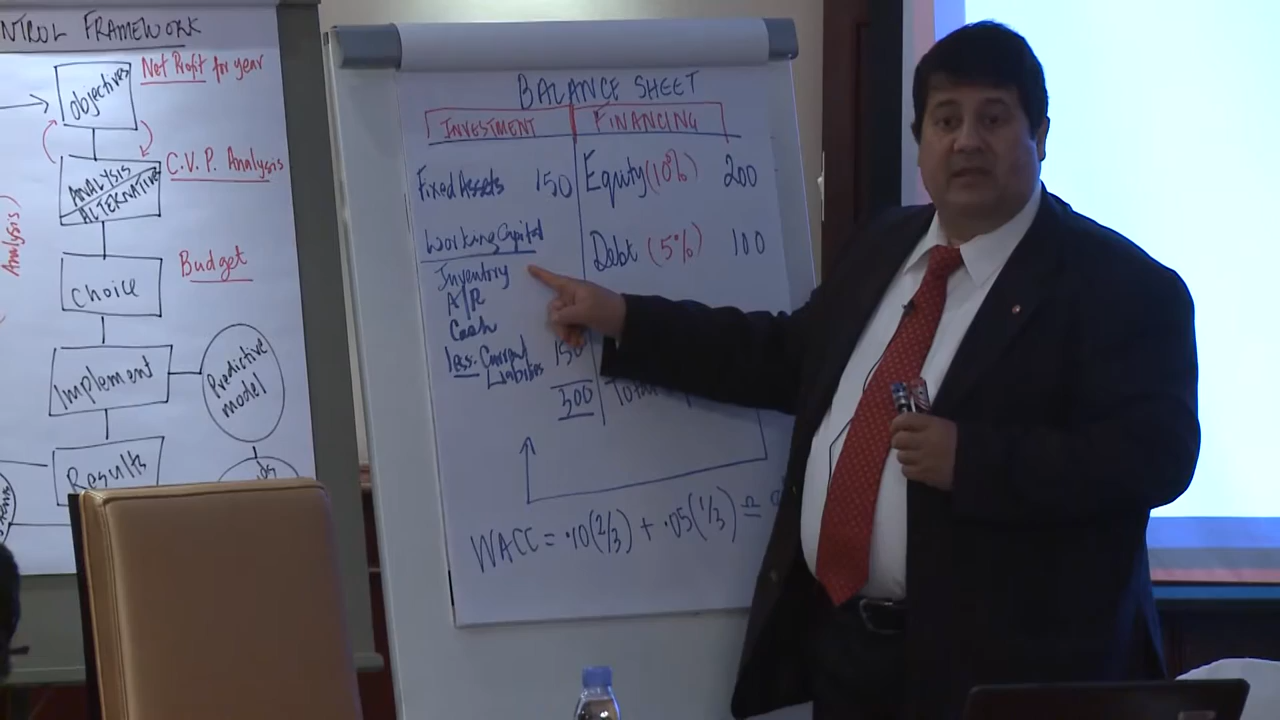 NTROL FRAMEWORK
Objectives
Net Profit for year
ANALYSIS
ALTERNATIVE
C.V.P. Analysis
Analysis)
Choice
Budget
Implement
Predictive
model
Results
BALANCE SHEET
INVESTMENT FINANCING
Fixed Assets 150 Equity (10%) 200
Working Capital Debt (5%) 100
Inventory
A/R
Cash
less: Current 150
Liabilities
300
WACC = .10(2/3) + .05(1/3) =